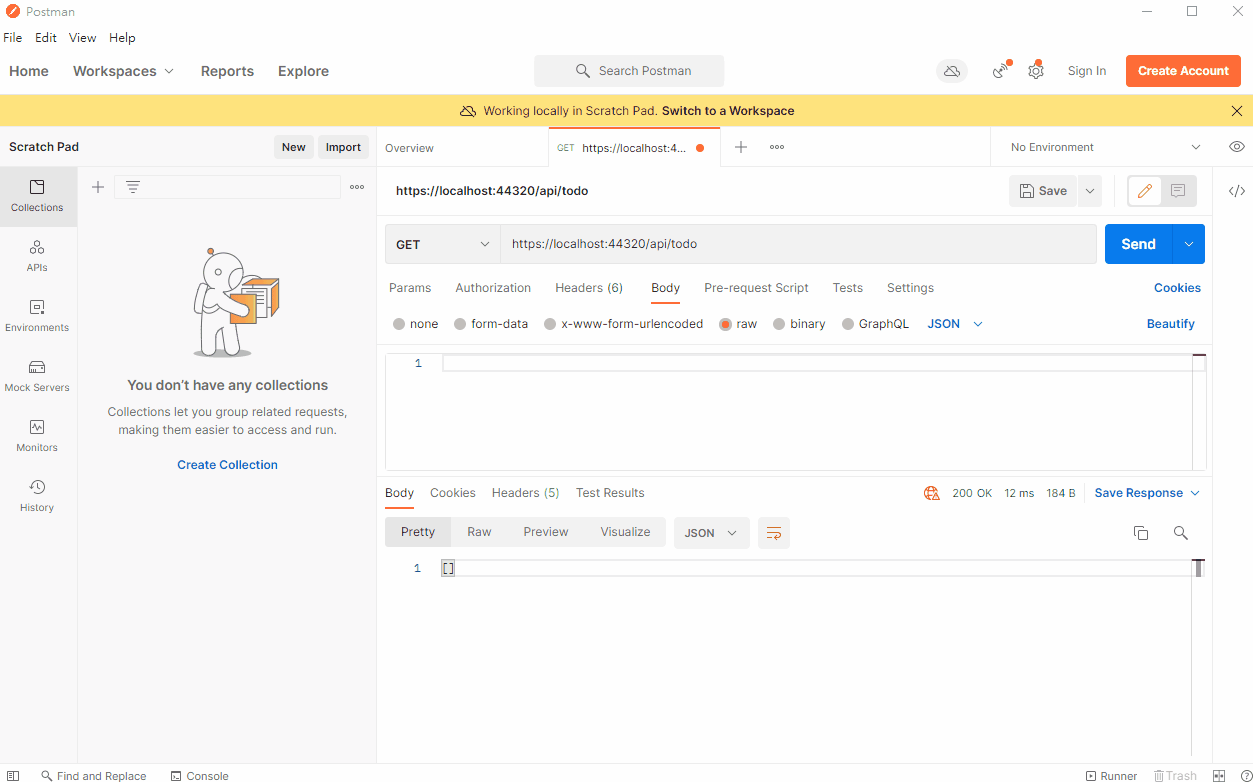 Postman
File Edit View Help
Home Workspaces Reports Explore Search Postman Sign In Create Account
Working locally in Scratch Pad. Switch to a Workspace
Scratch Pad New Import Overview GET https://localhost:4... No Environment
Collections
APIs
Environments
Mock Servers
Monitors
History
You don't have any collections
Collections let you group related requests,
making them easier to access and run.
Create Collection
https://localhost:44320/api/todo Save </>
GET https://localhost:44320/api/todo Send
Params Authorization Headers (6) Body Pre-request Script Tests Settings Cookies
none form-data x-www-form-urlencoded raw binary GraphQL JSON Beautify
1
Body Cookies Headers (5) Test Results 200 OK 12 ms 184 B Save Response
Pretty Raw Preview Visualize JSON
1 []
Find and Replace Console Runner Trash